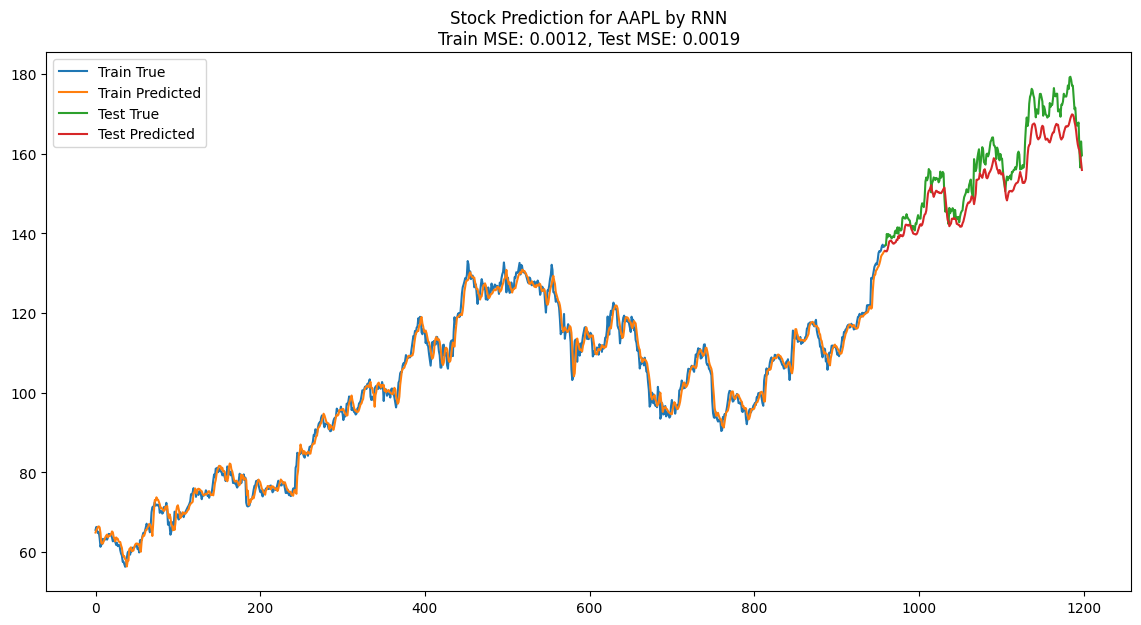 Stock Prediction for AAPL by RNN
Train MSE: 0.0012, Test MSE: 0.0019
Train True
Train Predicted
Test True
Test Predicted
180
160
140
120
100
80
60
0
200
400
600
800
1000
1200